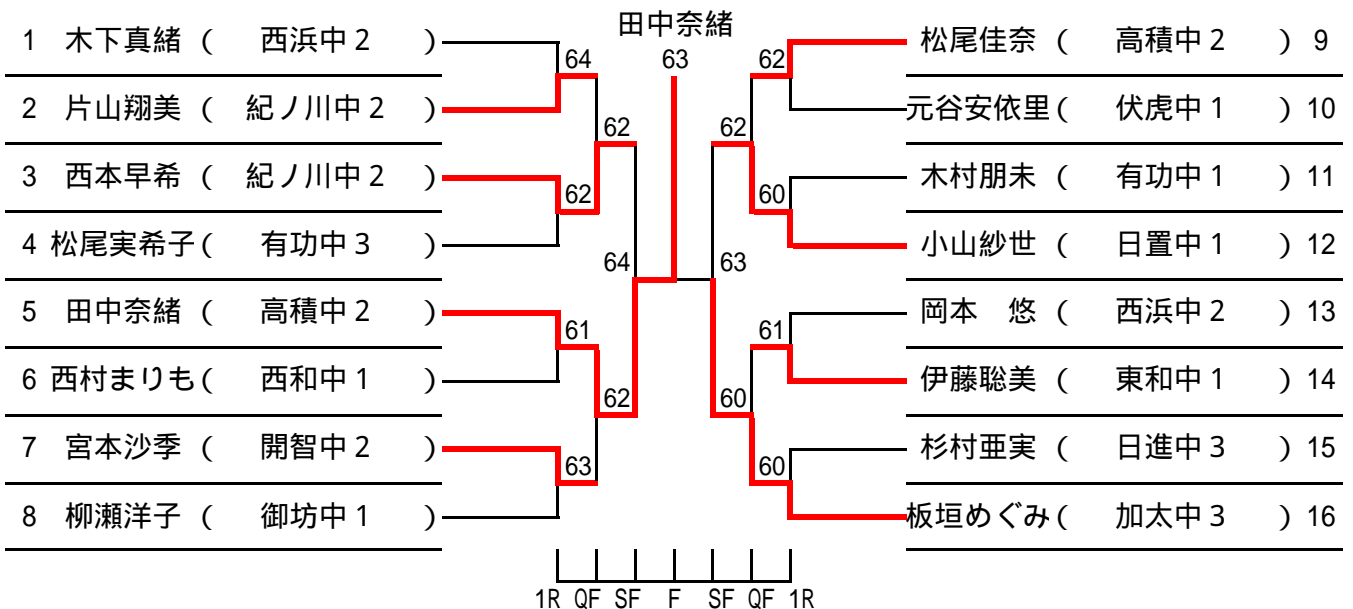 田中奈緒
1 木下真緒 ( 西浜中 2 ) 64 63 62 松尾佳奈 ( 高積中 2 ) 9
2 片山翔美 ( 紀ノ川中 2 ) 元谷安依里 ( 伏虎中 1 ) 10
62 62
3 西本早希 ( 紀ノ川中 2 ) 62 60 木村朋未 ( 有功中 1 ) 11
4 松尾実希子 ( 有功中 3 ) 小山紗世 ( 日置中 1 ) 12
64 63
5 田中奈緒 ( 高積中 2 ) 61 61 岡本 悠 ( 西浜中 2 ) 13
6 西村まりも ( 西和中 1 ) 伊藤聡美 ( 東和中 1 ) 14
62 60
7 宮本沙季 ( 開智中 2 ) 63 60 杉村亜実 ( 日進中 3 ) 15
8 柳瀬洋子 ( 御坊中 1 ) 板垣めぐみ ( 加太中 3 ) 16
1R QF SF F SF QF 1R